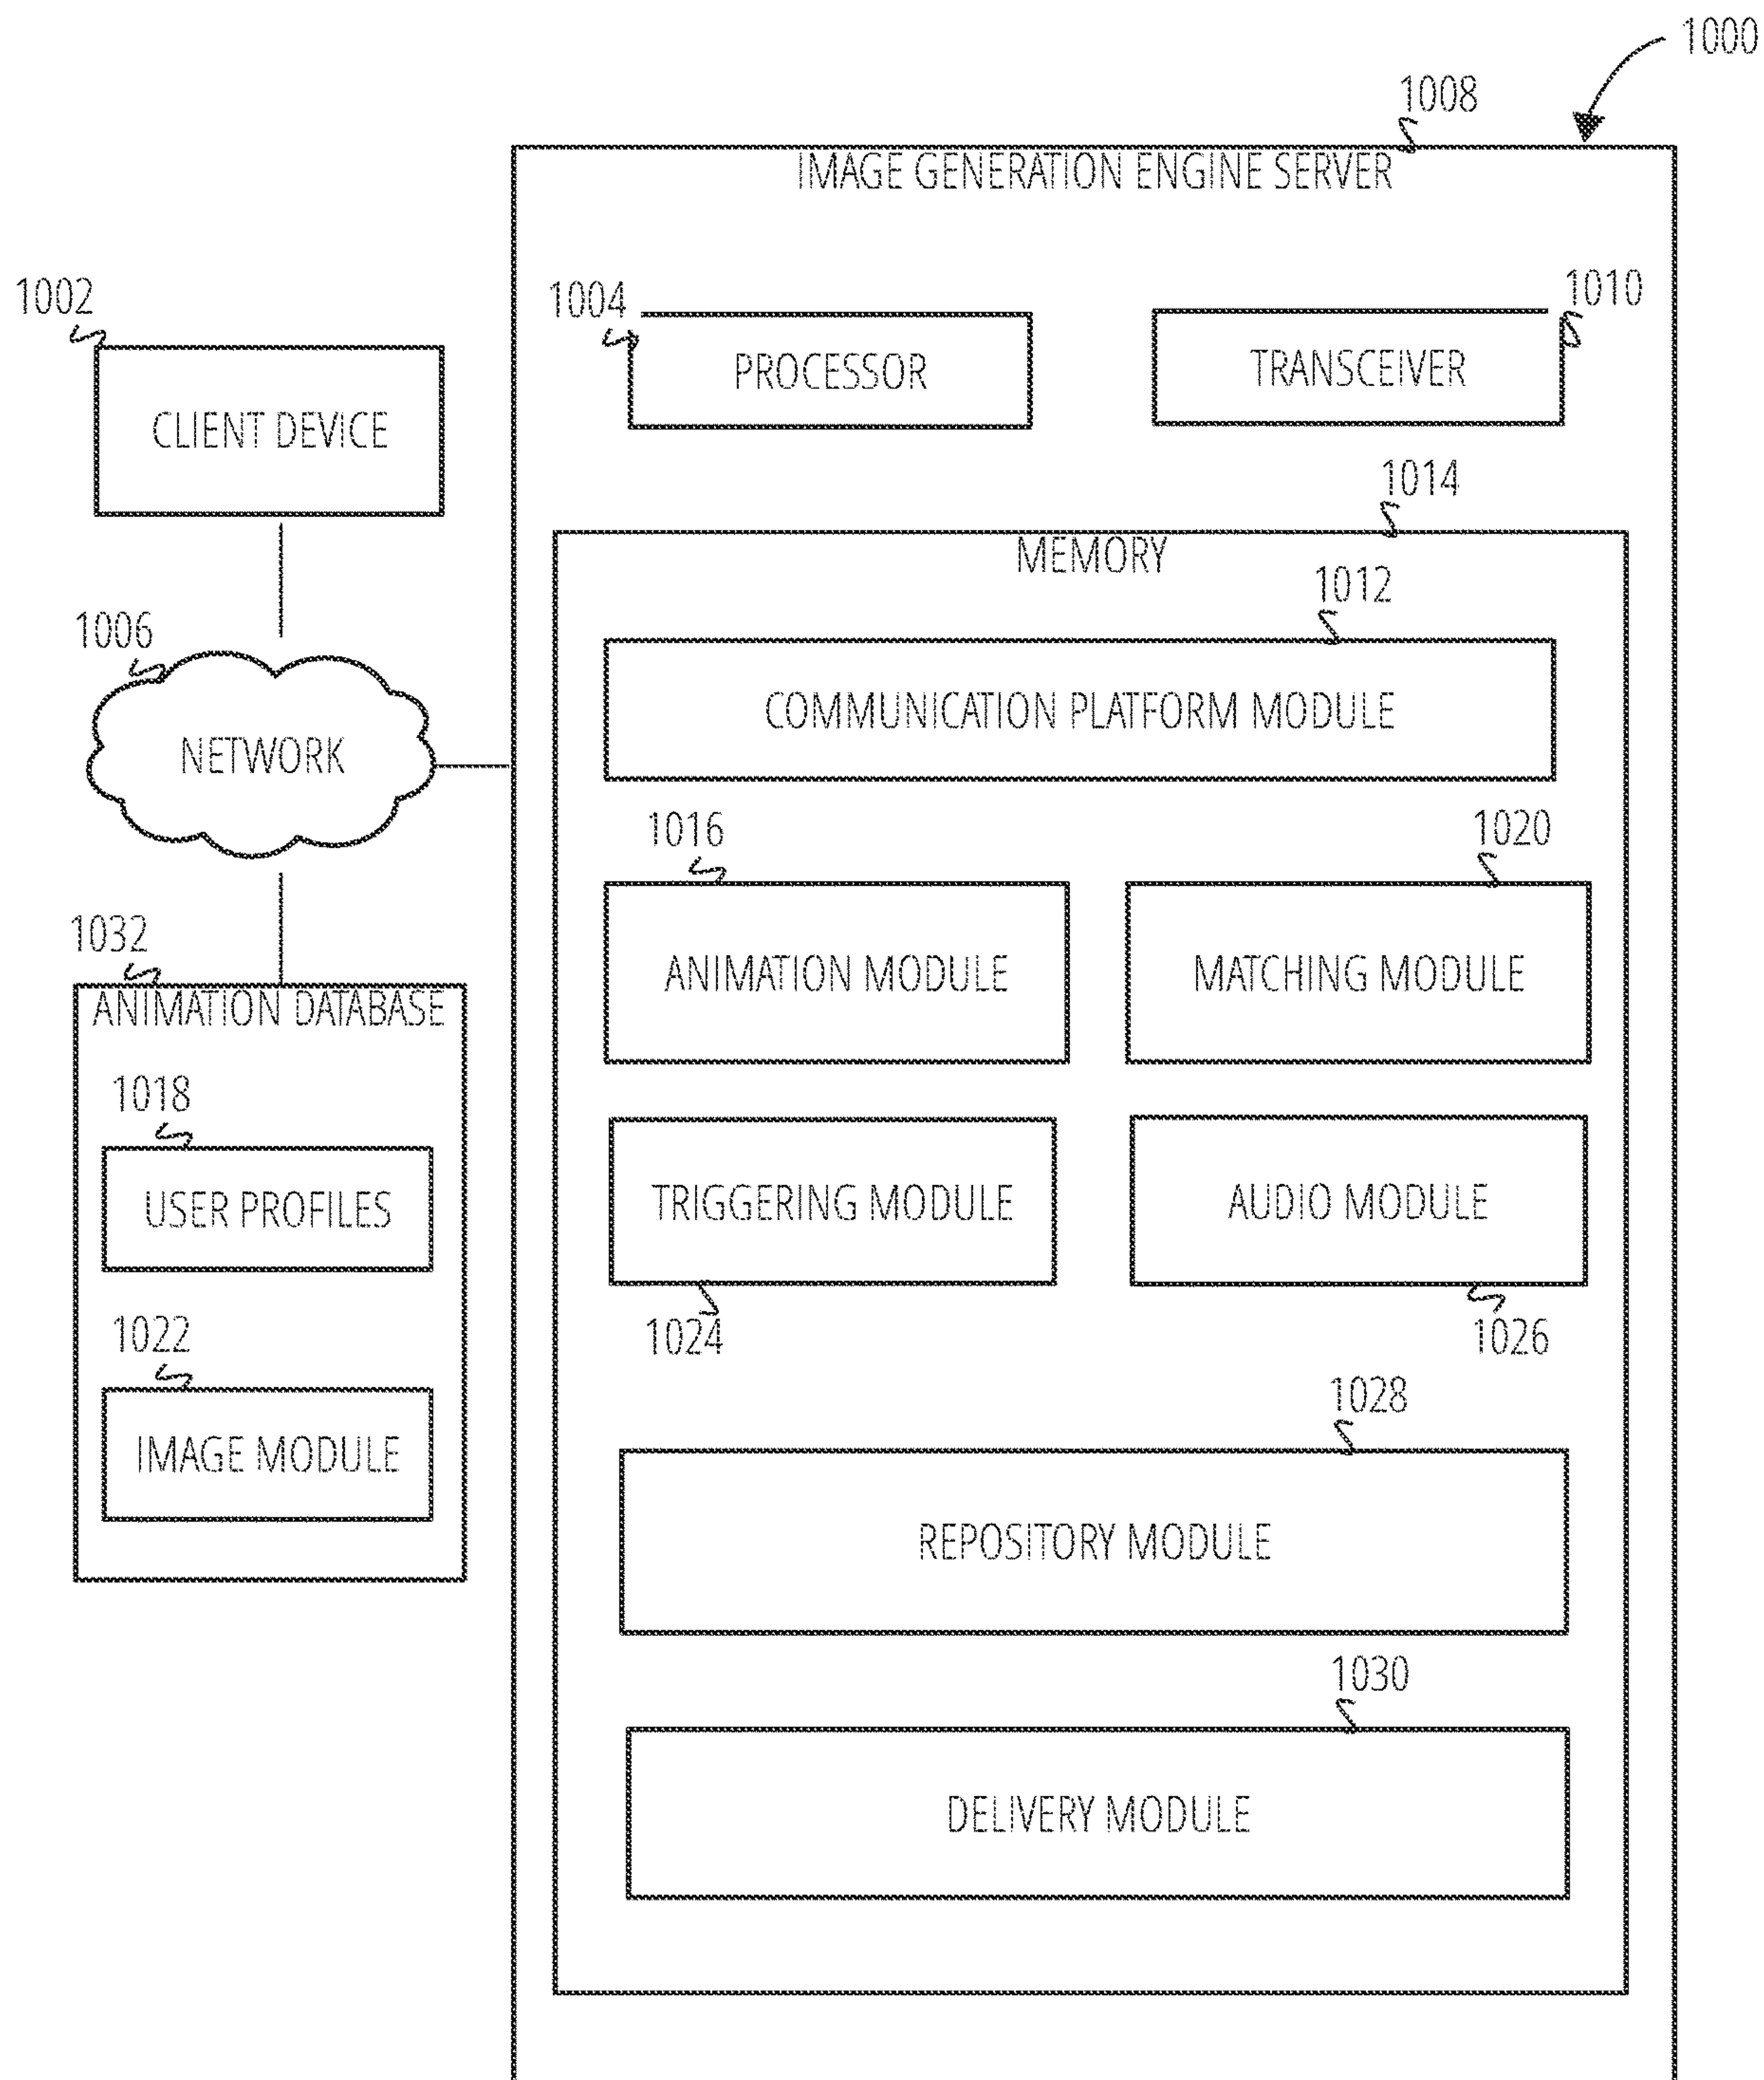 1000
1008
IMAGE GENERATION ENGINE SERVER
1002
CLIENT DEVICE
1004
PROCESSOR
1010
TRANSCEIVER
1014
MEMORY
1012
COMMUNICATION PLATFORM MODULE
1006
NETWORK
1016
ANIMATION MODULE
1020
MATCHING MODULE
1032
ANIMATION DATABASE
1018
USER PROFILES
1022
IMAGE MODULE
TRIGGERING MODULE
1024
AUDIO MODULE
1026
1028
REPOSITORY MODULE
1030
DELIVERY MODULE